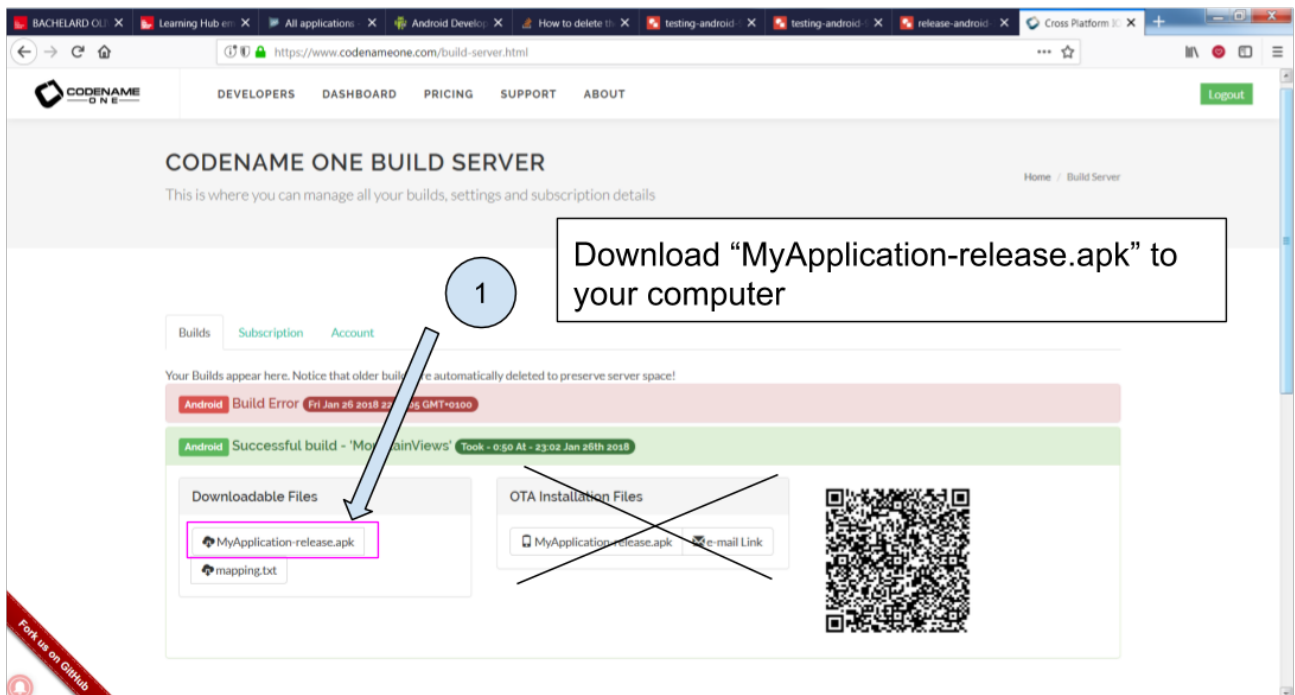 BACHELARD OLI
Learning Hub en
All applications -
Android Develop
How to delete th
testing-android-
testing-android-
release-android-
Cross Platform iO
https://www.codenameone.com/build-server.html
CODENAME
ONE
DEVELOPERS DASHBOARD PRICING SUPPORT ABOUT
Logout
CODENAME ONE BUILD SERVER
This is where you can manage all your builds, settings and subscription details
Home / Build Server
Download “MyApplication-release.apk” to
your computer
1
Builds Subscription Account
Your Builds appear here. Notice that older are automatically deleted to preserve server space!
Android Build Error Fri Jan 26 2018 GMT+0100
Android Successful build - 'MountainViews' Took - 0:50 At - 23:02 Jan 26th 2018
Downloadable Files
MyApplication-release.apk
mapping.txt
OTA Installation Files
MyApplication-release.apk e-mail Link
Fork us on GitHub